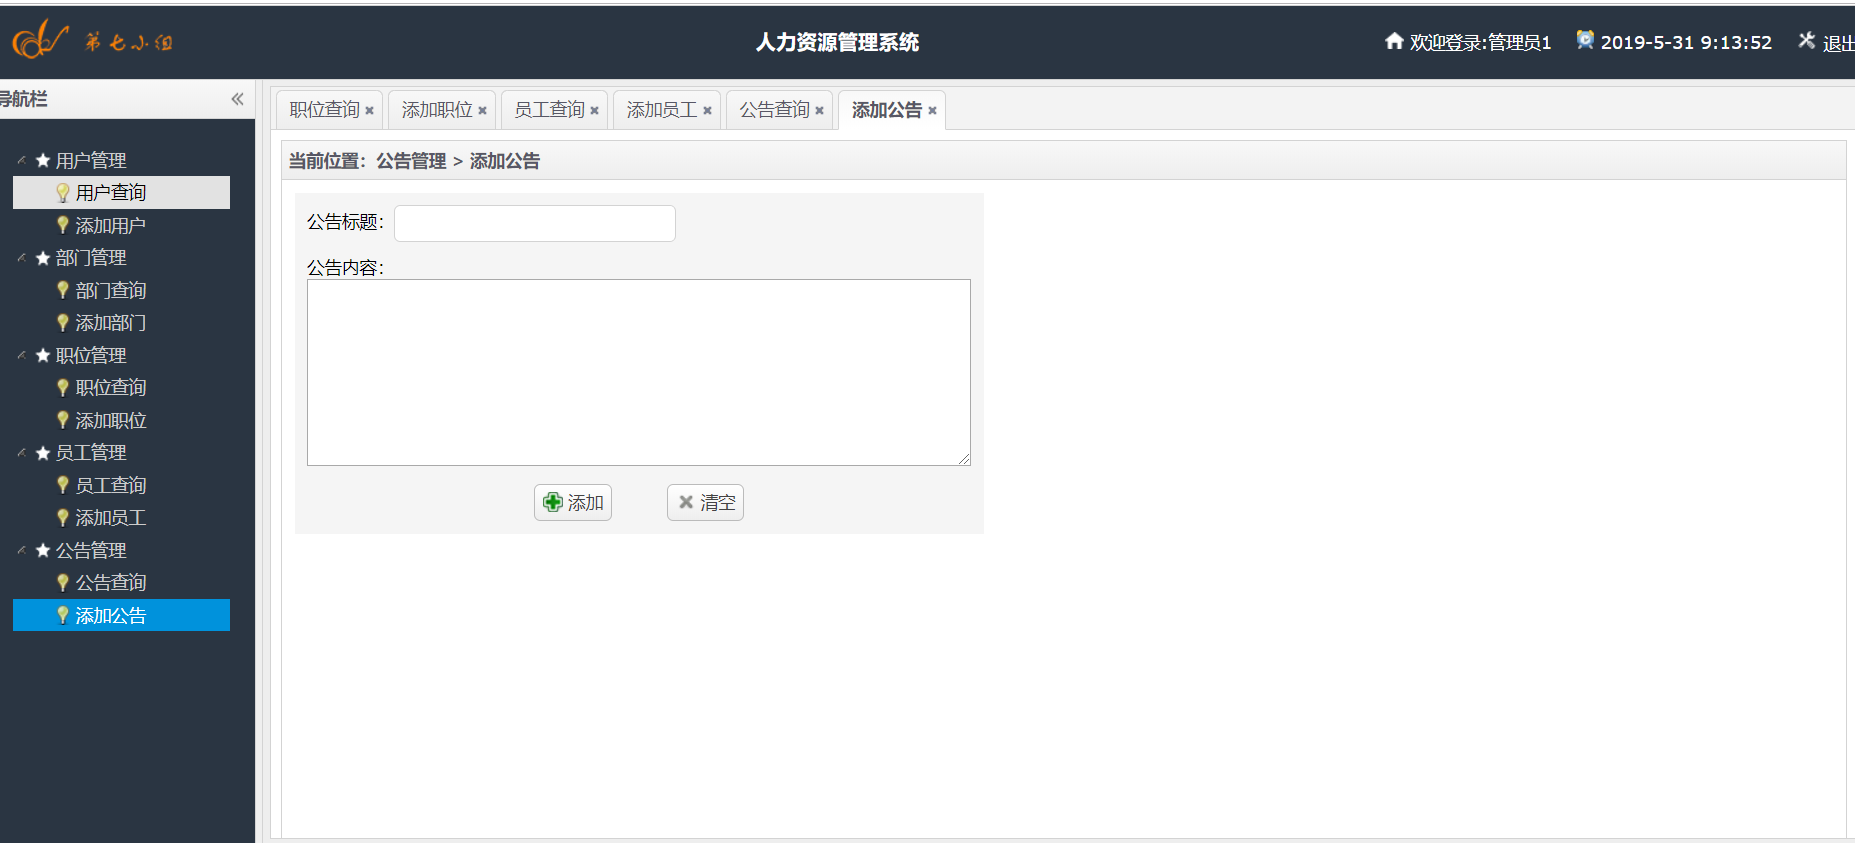 第七小组
人力资源管理系统
欢迎登录:管理员1 2019-5-31 9:13:52 退出
导航栏
职位查询 添加职位 员工查询 添加员工 公告查询 添加公告
当前位置：公告管理 > 添加公告
用户管理
用户查询
添加用户
部门管理
部门查询
添加部门
职位管理
职位查询
添加职位
员工管理
员工查询
添加员工
公告管理
公告查询
添加公告
公告标题：
公告内容：
添加 清空